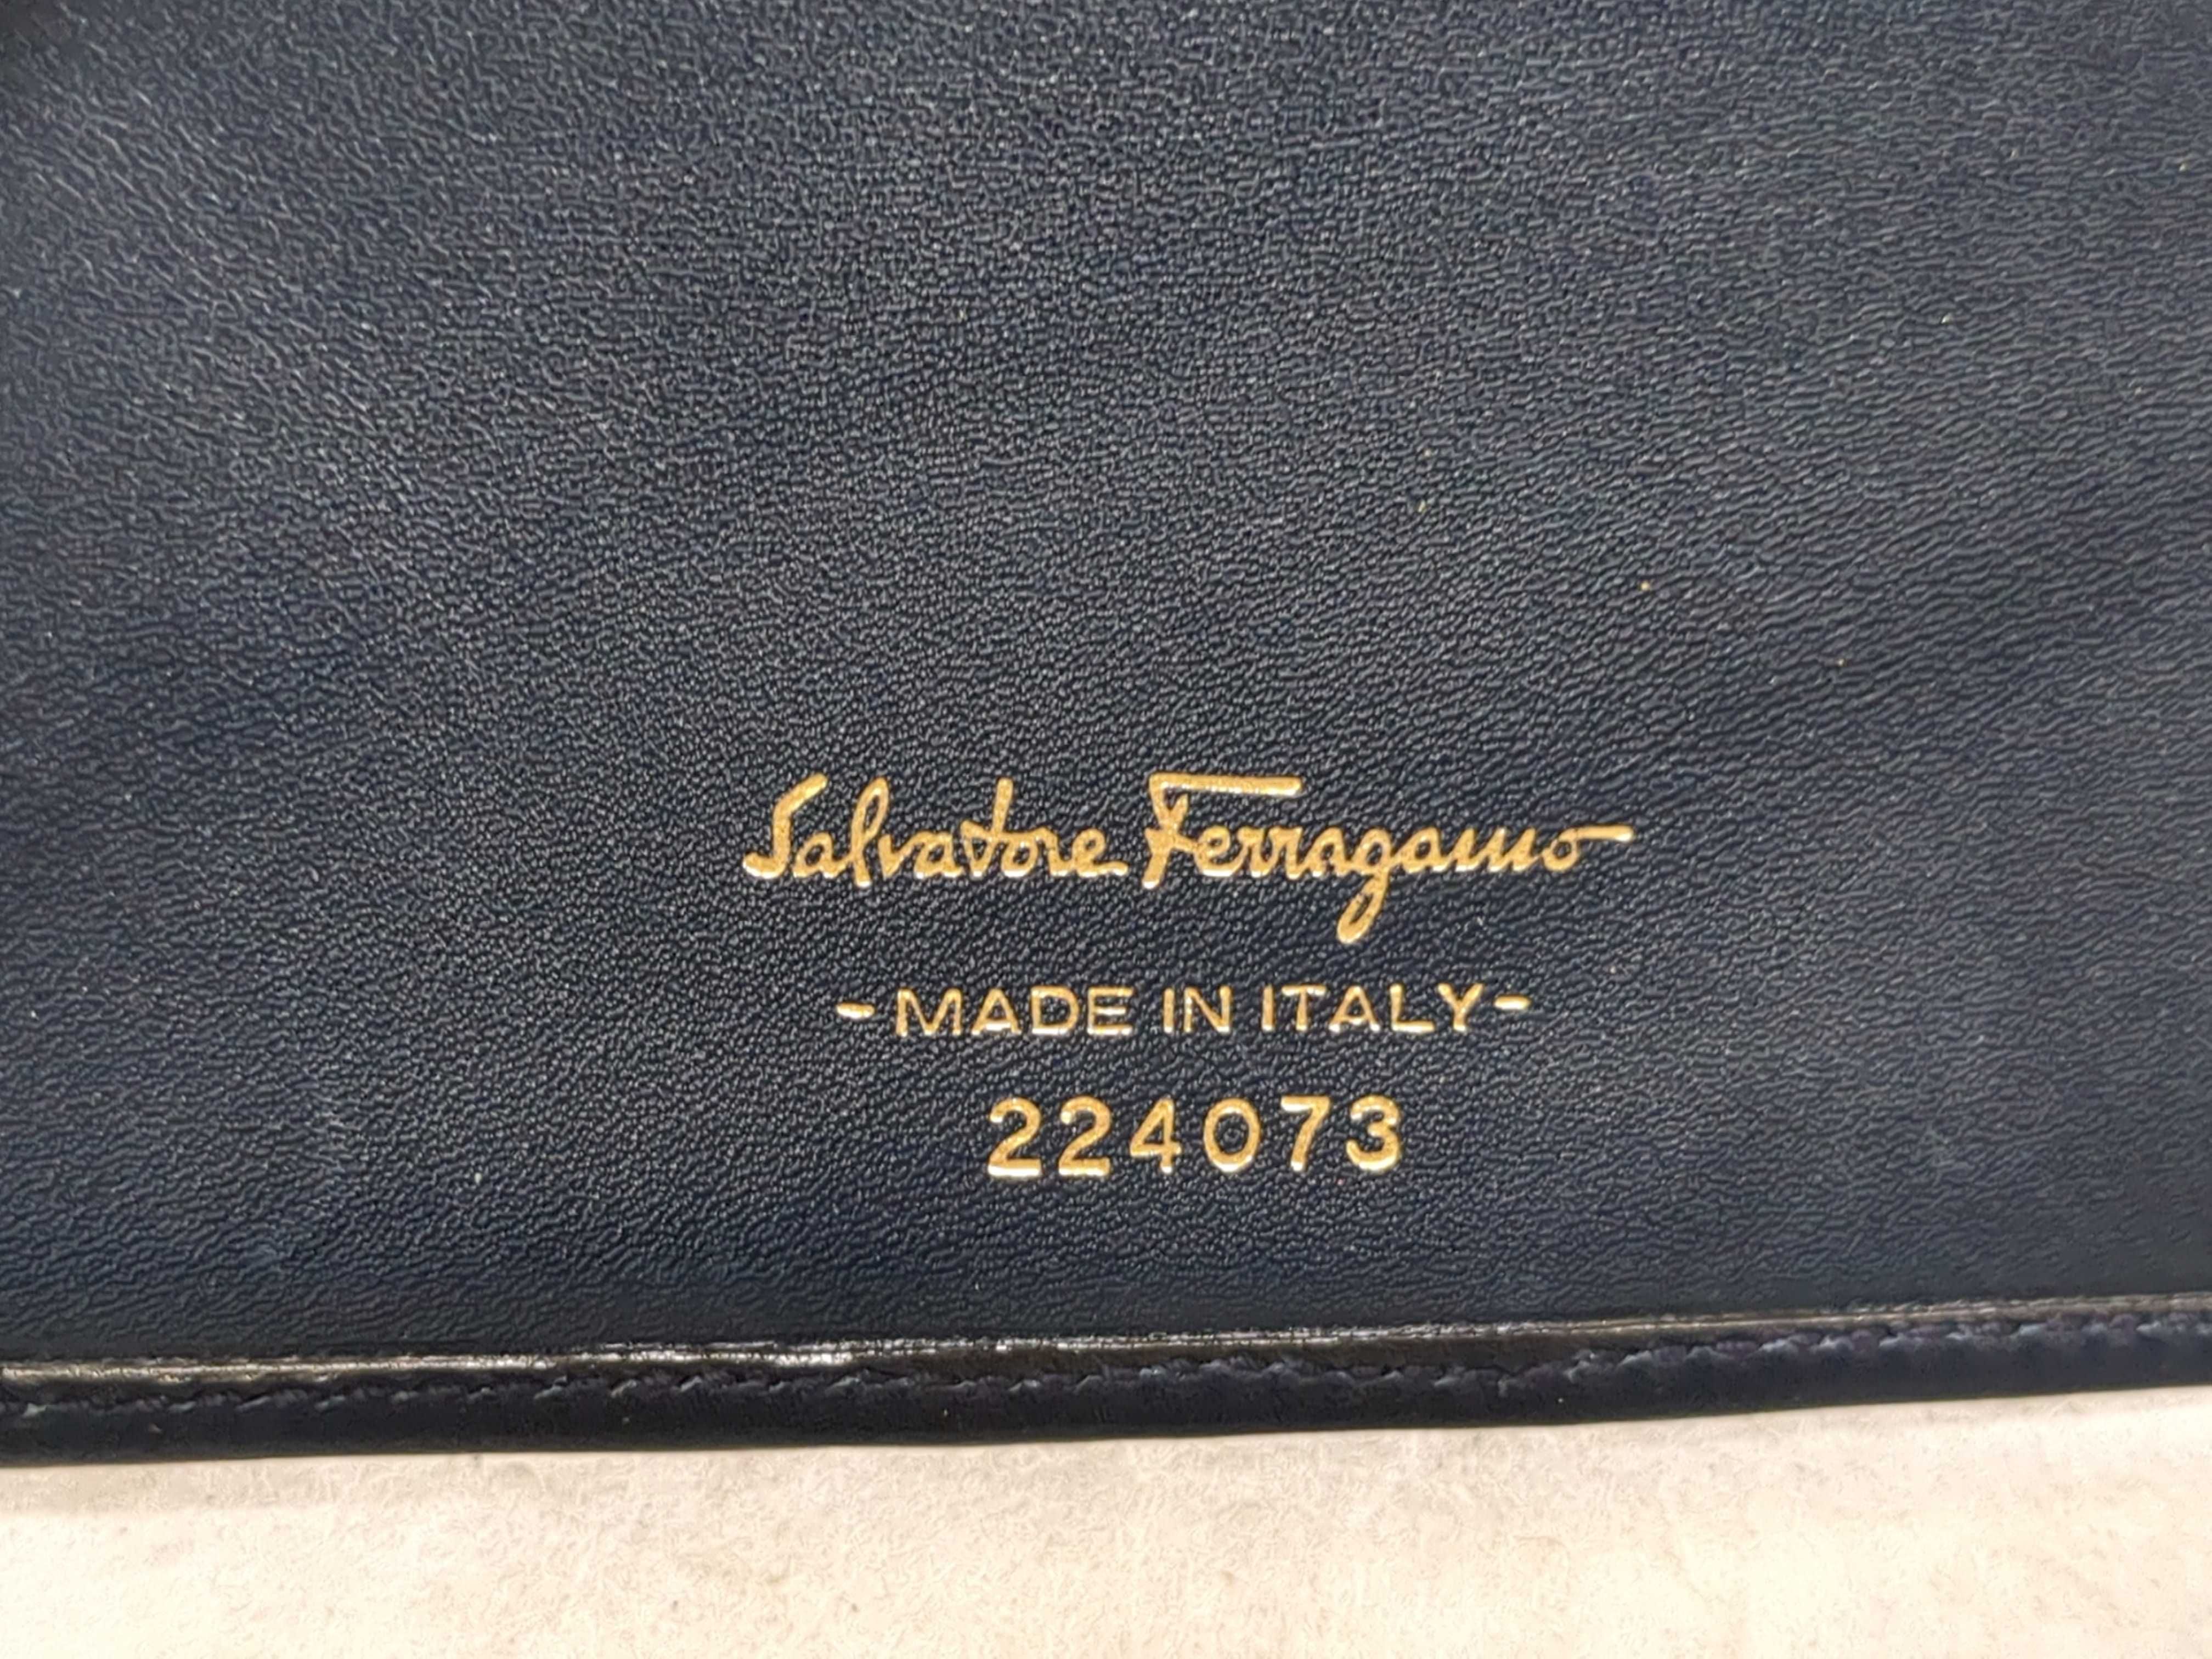 Salvatore Ferragamo
- MADE IN ITALY -
224073